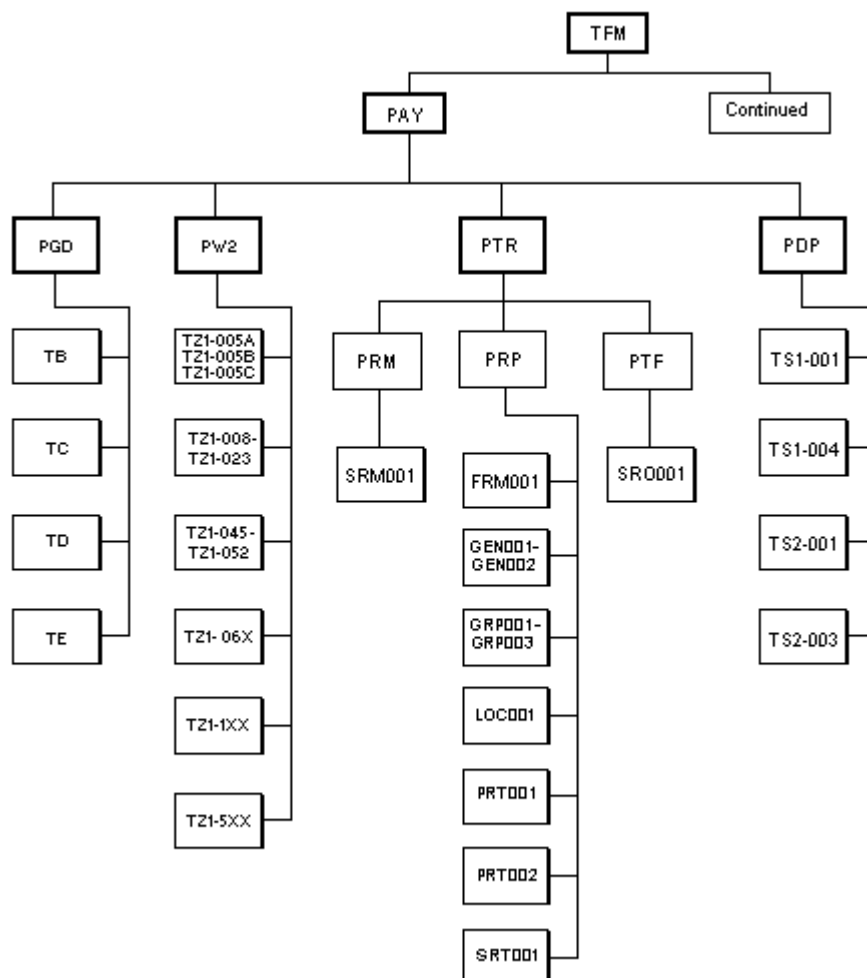 TFM
PAY
Continued
PGD
PW2
PTR
PDP
TB
TZ1-005A
TZ1-005B
TZ1-005C
PRM
PRP
PTF
TS1-001
TC
TZ1-008-
TZ1-023
SRM001
FRM001
SRO001
TS1-004
TD
TZ1-045-
TZ1-052
GEN001-
GEN002
TS2-001
TE
TZ1- 06X
GRP001-
GRP003
TS2-003
TZ1-1XX
LOC001
TZ1-5XX
PRT001
PRT002
SRT001